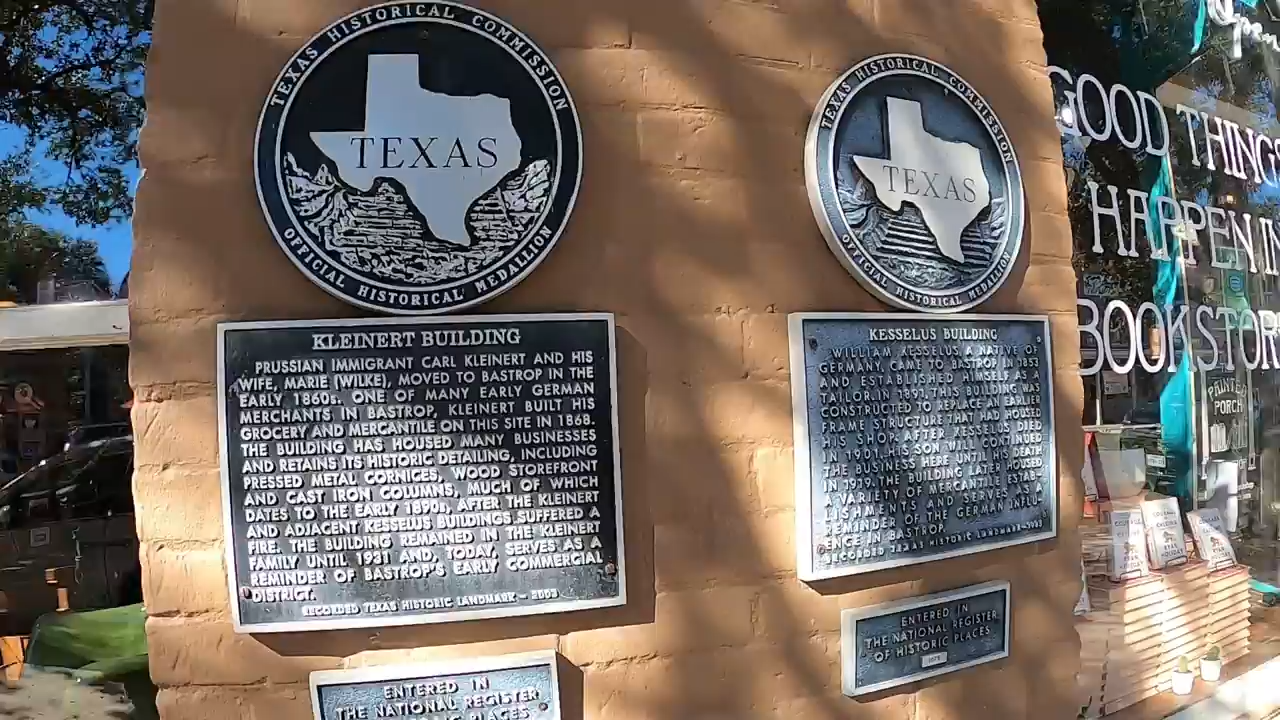 TEXAS HISTORICAL COMMISSION
TEXAS
OFFICIAL HISTORICAL MEDALLION
KLEINERT BUILDING
PRUSSIAN IMMIGRANT CARL KLEINERT AND HIS
WIFE, MARIE (WILKE), MOVED TO BASTROP IN THE
EARLY 1860s. ONE OF MANY EARLY GERMAN
MERCHANTS IN BASTROP, KLEINERT BUILT HIS
GROCERY AND MERCANTILE ON THIS SITE IN 1868.
THE BUILDING HAS HOUSED MANY BUSINESSES
AND RETAINS ITS HISTORIC DETAILING, INCLUDING
PRESSED METAL CORNICES, WOOD STOREFRONT
AND CAST IRON COLUMNS, MUCH OF WHICH
DATES TO THE EARLY 1890s, AFTER THE KLEINERT
AND ADJACENT KESSELUS BUILDINGS SUFFERED A
FIRE. THE BUILDING REMAINED IN THE KLEINERT
FAMILY UNTIL 1931 AND, TODAY, SERVES AS A
REMINDER OF BASTROP'S EARLY COMMERCIAL
DISTRICT.
RECORDED TEXAS HISTORIC LANDMARK – 2003
ENTERED IN
THE NATIONAL REGISTER
PLACES
TEXAS HISTORICAL COMMISSION
TEXAS
OFFICIAL HISTORICAL MEDALLION
KESSELUS BUILDING
WILLIAM KESSELUS, A NATIVE OF
GERMANY, CAME TO BASTROP IN 1853
AND ESTABLISHED HIMSELF AS A
TAILOR. IN 1891, THIS BUILDING WAS
CONSTRUCTED TO REPLACE AN EARLIER
FRAME STRUCTURE THAT HAD HOUSED
HIS SHOP. AFTER KESSELUS DIED
IN 1901, HIS SON WILL CONTINUED
THE BUSINESS HERE UNTIL HIS DEATH
IN 1919. THE BUILDING LATER HOUSED
A VARIETY OF MERCANTILE ESTAB-
LISHMENTS AND SERVES AS A
REMINDER OF THE GERMAN INFLU-
ENCE IN BASTROP.
RECORDED TEXAS HISTORIC LANDMARK–2003
ENTERED IN
THE NATIONAL REGISTER
OF HISTORIC PLACES
GOOD THINGS
HAPPEN IN
BOOKSTOR
PAINTED
PORCH